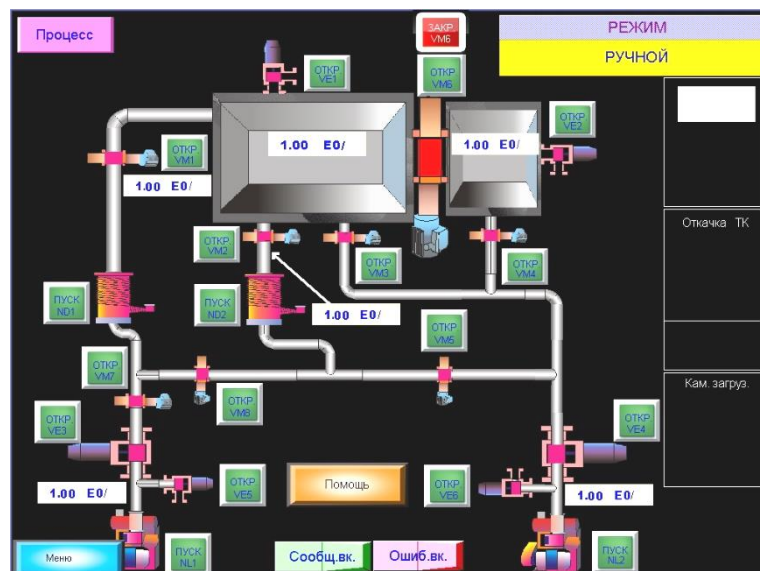 Процесс
ЗАКР
VM6
РЕЖИМ
РУЧНОЙ
ОТКР
VE1
ОТКР
VM6
ОТКР
VE2
ОТКР
VM1
1.00 E0/
1.00 E0/
1.00 E0/
Откачка ТК
ОТКР
VM2
ОТКР
VM3
ОТКР
VM4
ПУСК
ND1
ПУСК
ND2
1.00 E0/
ОТКР
VM5
ОТКР
VM7
ОТКР
VM8
Кам. загруз.
ОТКР
VE3
ОТКР
VE4
1.00 E0/
ОТКР
VE5
Помощь
ОТКР
VE6
1.00 E0/
Меню
ПУСК
NL1
Сообщ.вк.
Ошиб.вк.
ПУСК
NL2